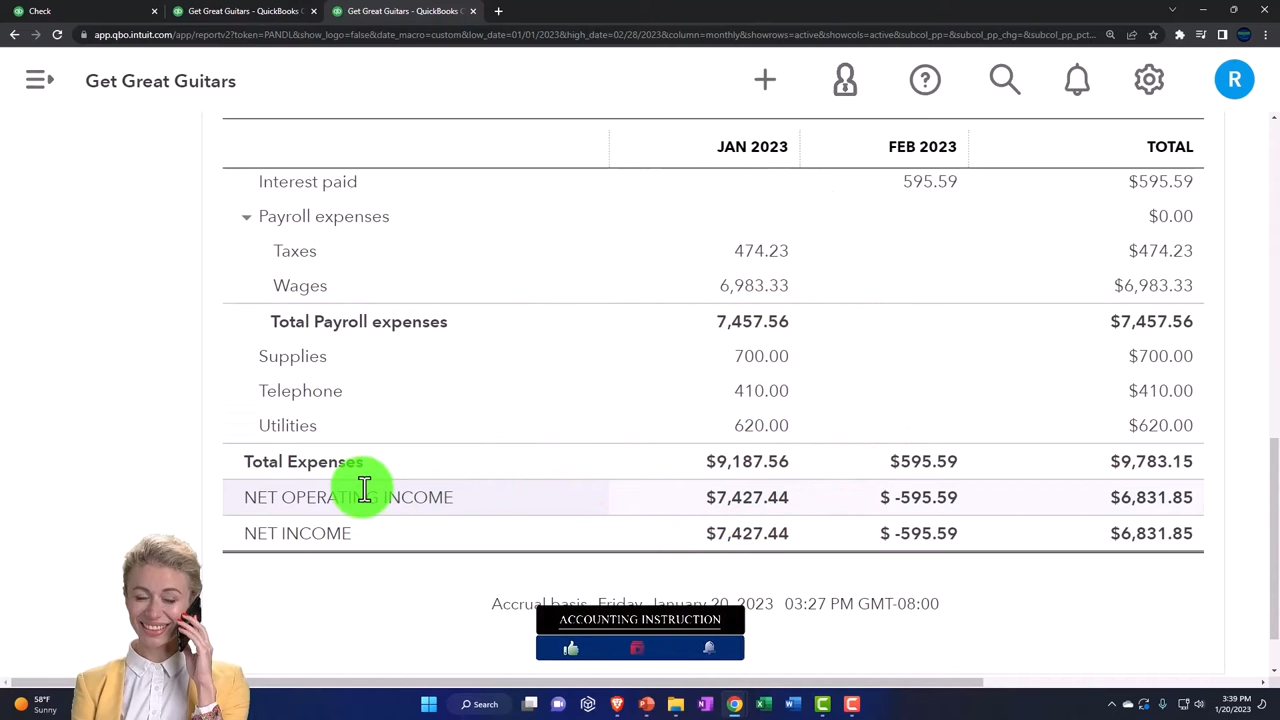 Check
Get Great Guitars - QuickBooks C
Get Great Guitars - QuickBooks C
app.qbo.intuit.com/app/reportv2?token=PANDL&show_logo=false&date_macro=custom&low_date=01/01/2023&high_date=02/28/2023&column=monthly&showrows=active&showcols=active&subcol_pp=&subcol_pp_chg=&subcol_pp_pct...
Get Great Guitars
R
JAN 2023 FEB 2023 TOTAL
Interest paid 595.59 $595.59
Payroll expenses $0.00
Taxes 474.23 $474.23
Wages 6,983.33 $6,983.33
Total Payroll expenses 7,457.56 $7,457.56
Supplies 700.00 $700.00
Telephone 410.00 $410.00
Utilities 620.00 $620.00
Total Expenses $9,187.56 $595.59 $9,783.15
NET OPERATING INCOME $7,427.44 $ -595.59 $6,831.85
NET INCOME $7,427.44 $ -595.59 $6,831.85
Accrual basis Friday, January 20, 2023 03:27 PM GMT-08:00
ACCOUNTING INSTRUCTION
58°F
Sunny
Search
3:39 PM
1/20/2023